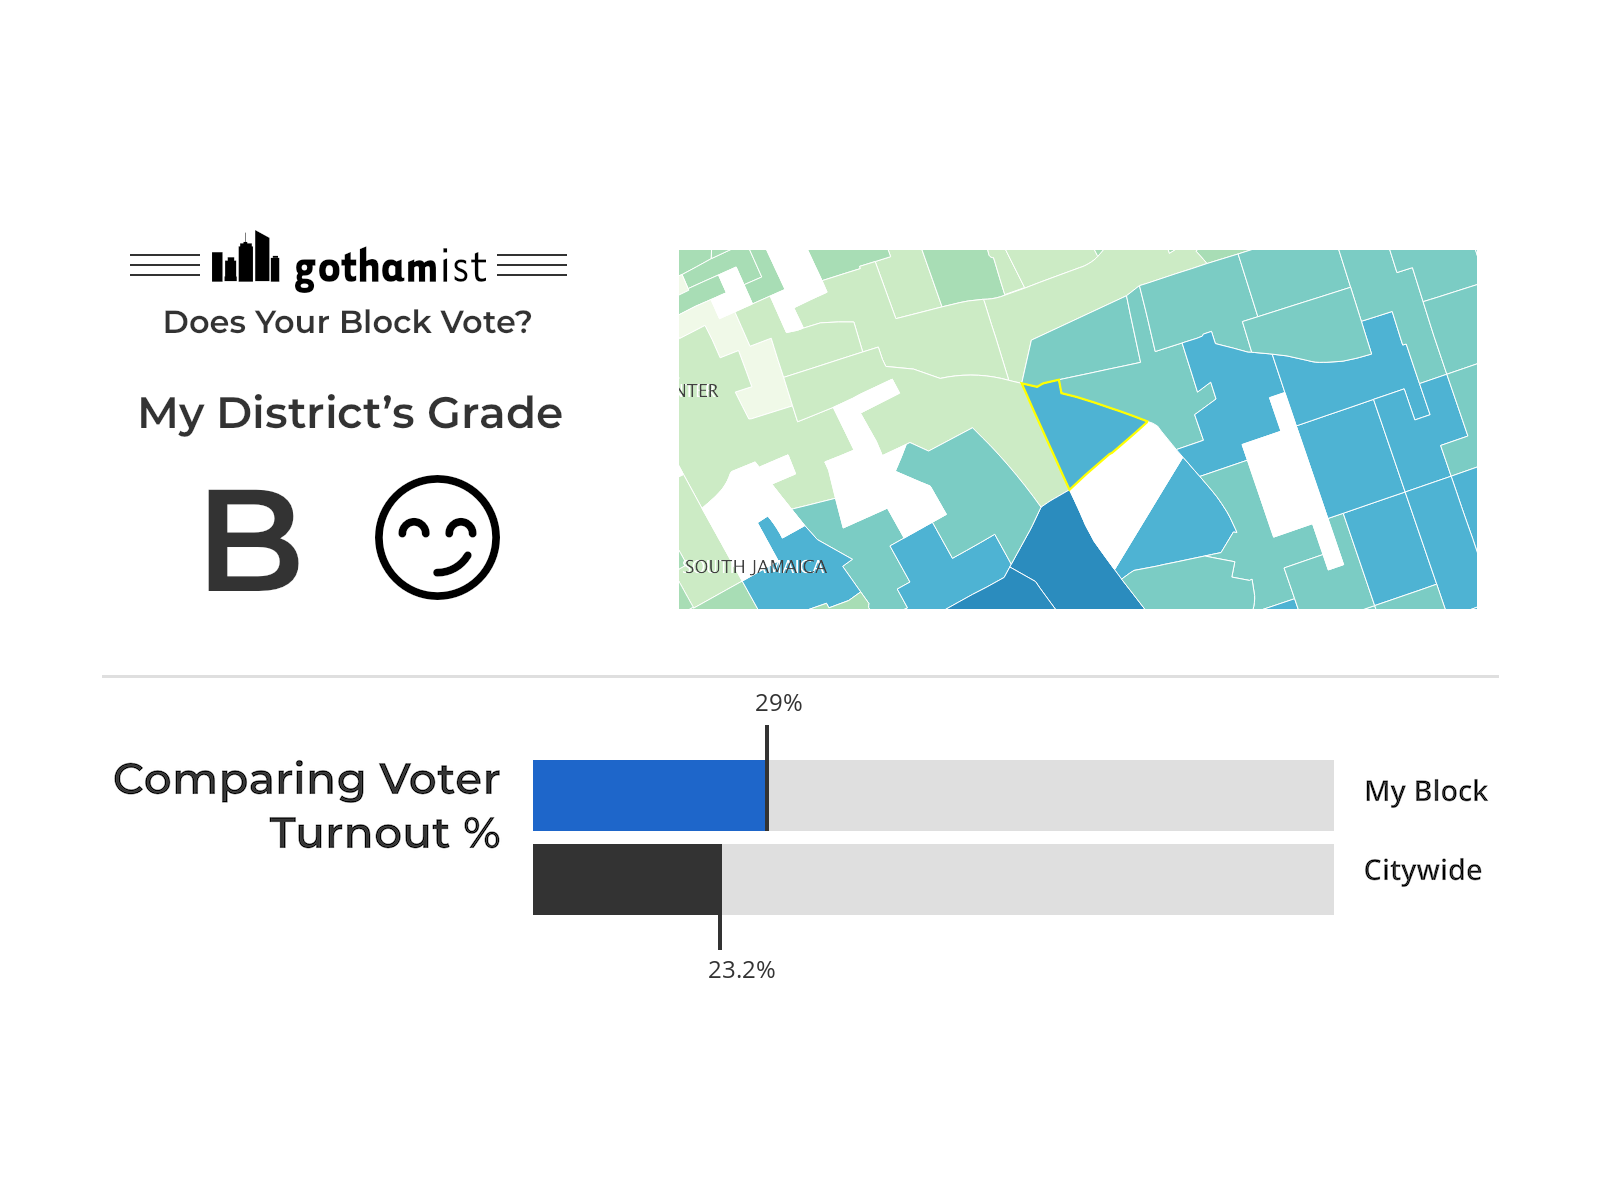 gothamist
Does Your Block Vote?
My District’s Grade
B
NTER
SOUTH JAMAICA
29%
Comparing Voter
Turnout %
My Block
Citywide
23.2%